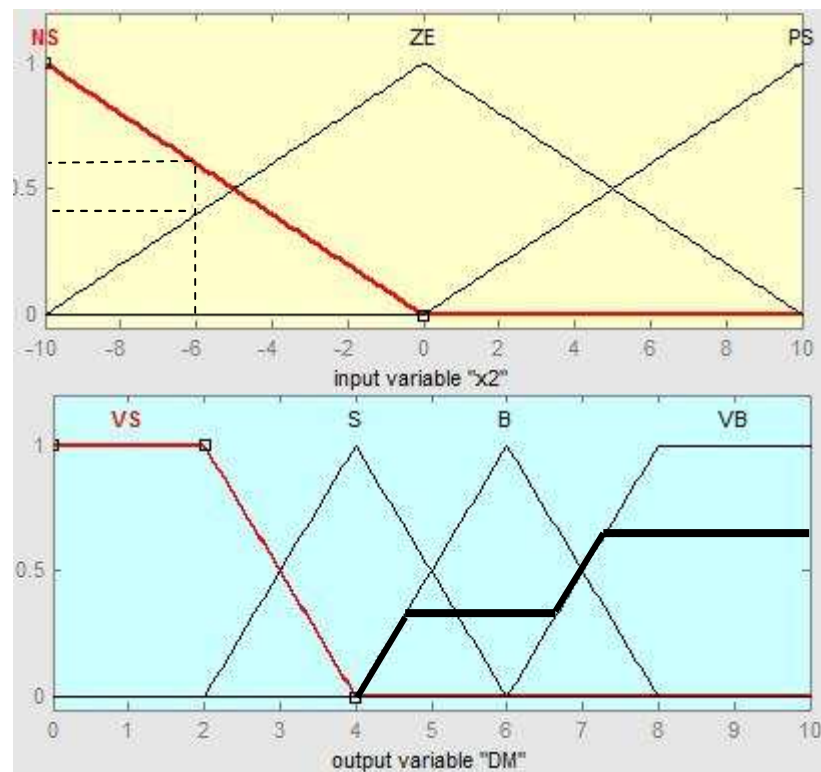 NS ZE PS
1
0.5
0
-10 -8 -6 -4 -2 0 2 4 6 8 10
input variable "x2"
VS S B VB
1
0.5
0
0 1 2 3 4 5 6 7 8 9 10
output variable "DM"